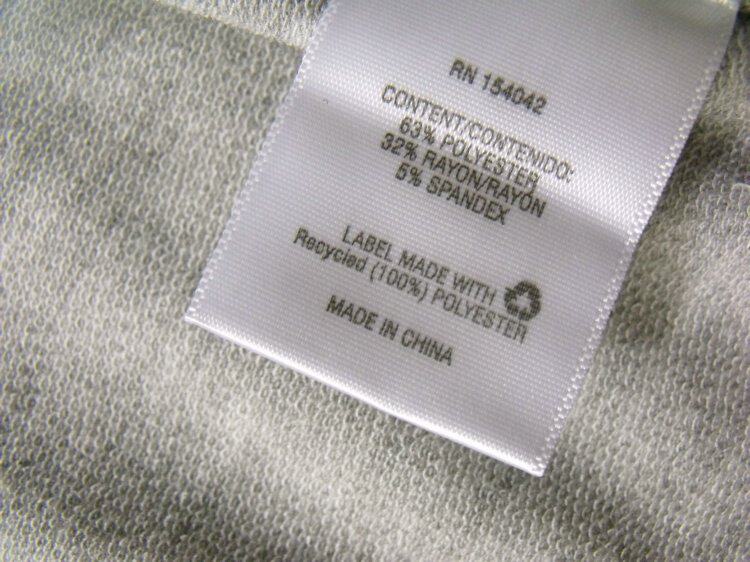 RN 154042
CONTENT/CONTENIDO:
63% POLYESTER
32% RAYON/RAYON
5% SPANDEX
LABEL MADE WITH
Recycled (100%) POLYESTER
MADE IN CHINA